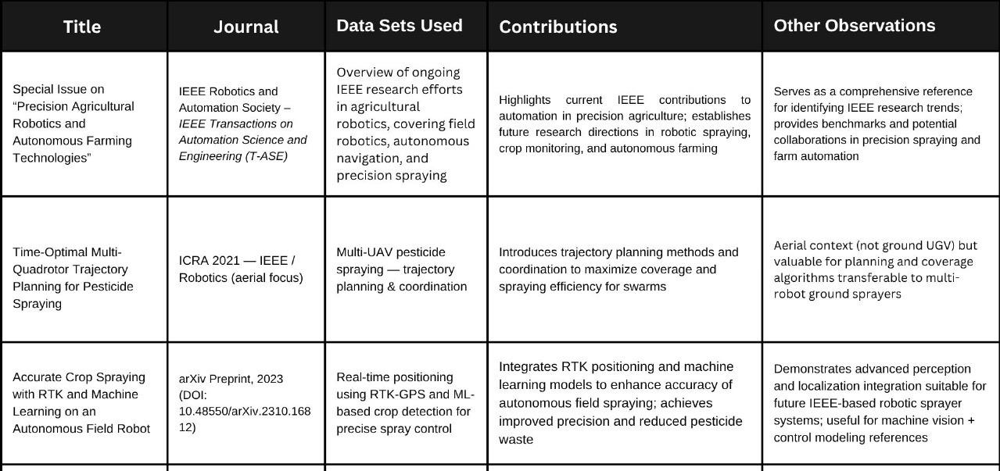 Title
Journal
Data Sets Used
Contributions
Other Observations
Special Issue on
“Precision Agricultural
Robotics and
Autonomous Farming
Technologies”
IEEE Robotics and
Automation Society –
IEEE Transactions on
Automation Science and
Engineering (T-ASE)
Overview of ongoing
IEEE research efforts
in agricultural
robotics, covering field
robotics, autonomous
navigation, and
precision spraying
Highlights current IEEE contributions to
automation in precision agriculture; establishes
future research directions in robotic spraying,
crop monitoring, and autonomous farming
Serves as a comprehensive reference
for identifying IEEE research trends;
provides benchmarks and potential
collaborations in precision spraying and
farm automation
Time-Optimal Multi-
Quadrotor Trajectory
Planning for Pesticide
Spraying
ICRA 2021 — IEEE /
Robotics (aerial focus)
Multi-UAV pesticide
spraying — trajectory
planning & coordination
Introduces trajectory planning methods and
coordination to maximize coverage and
spraying efficiency for swarms
Aerial context (not ground UGV) but
valuable for planning and coverage
algorithms transferable to multi-
robot ground sprayers
Accurate Crop Spraying
with RTK and Machine
Learning on an
Autonomous Field Robot
arXiv Preprint, 2023
(DOI:
10.48550/arXiv.2310.168
12)
Real-time positioning
using RTK-GPS and ML-
based crop detection for
precise spray control
Integrates RTK positioning and machine
learning models to enhance accuracy of
autonomous field spraying; achieves
improved precision and reduced pesticide
waste
Demonstrates advanced perception
and localization integration suitable for
future IEEE-based robotic sprayer
systems; useful for machine vision +
control modeling references